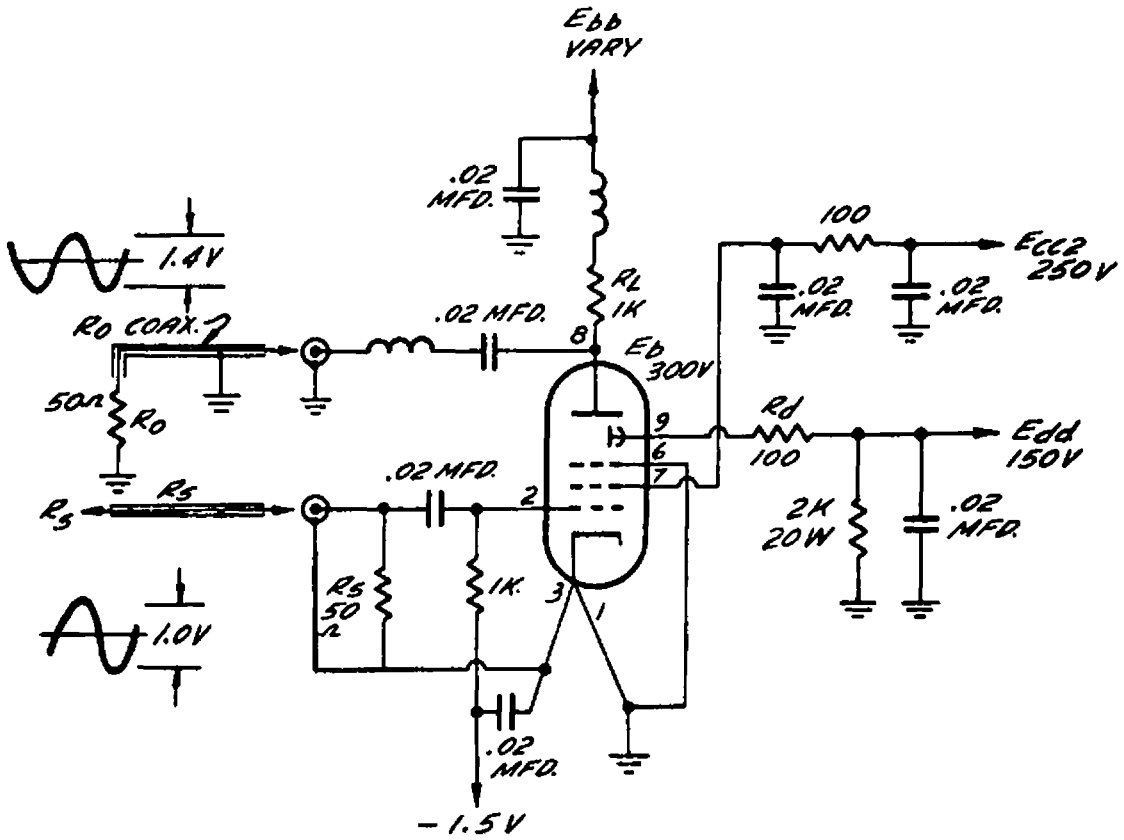 Ebb
VARY
.02
MFD.
100
Ecc2
250V
.02
MFD.
.02
MFD.
1.4V
RL
1K
.02 MFD.
8
Ro COAX.
Eb
300V
50Ω
Ro
9
Rd
100
Edd
150V
6
7
.02 MFD.
2
Rs
Rs
2K
20W
.02
MFD.
Rs
50
Ω
1K
3
1
1.0V
.02
MFD.
-1.5V